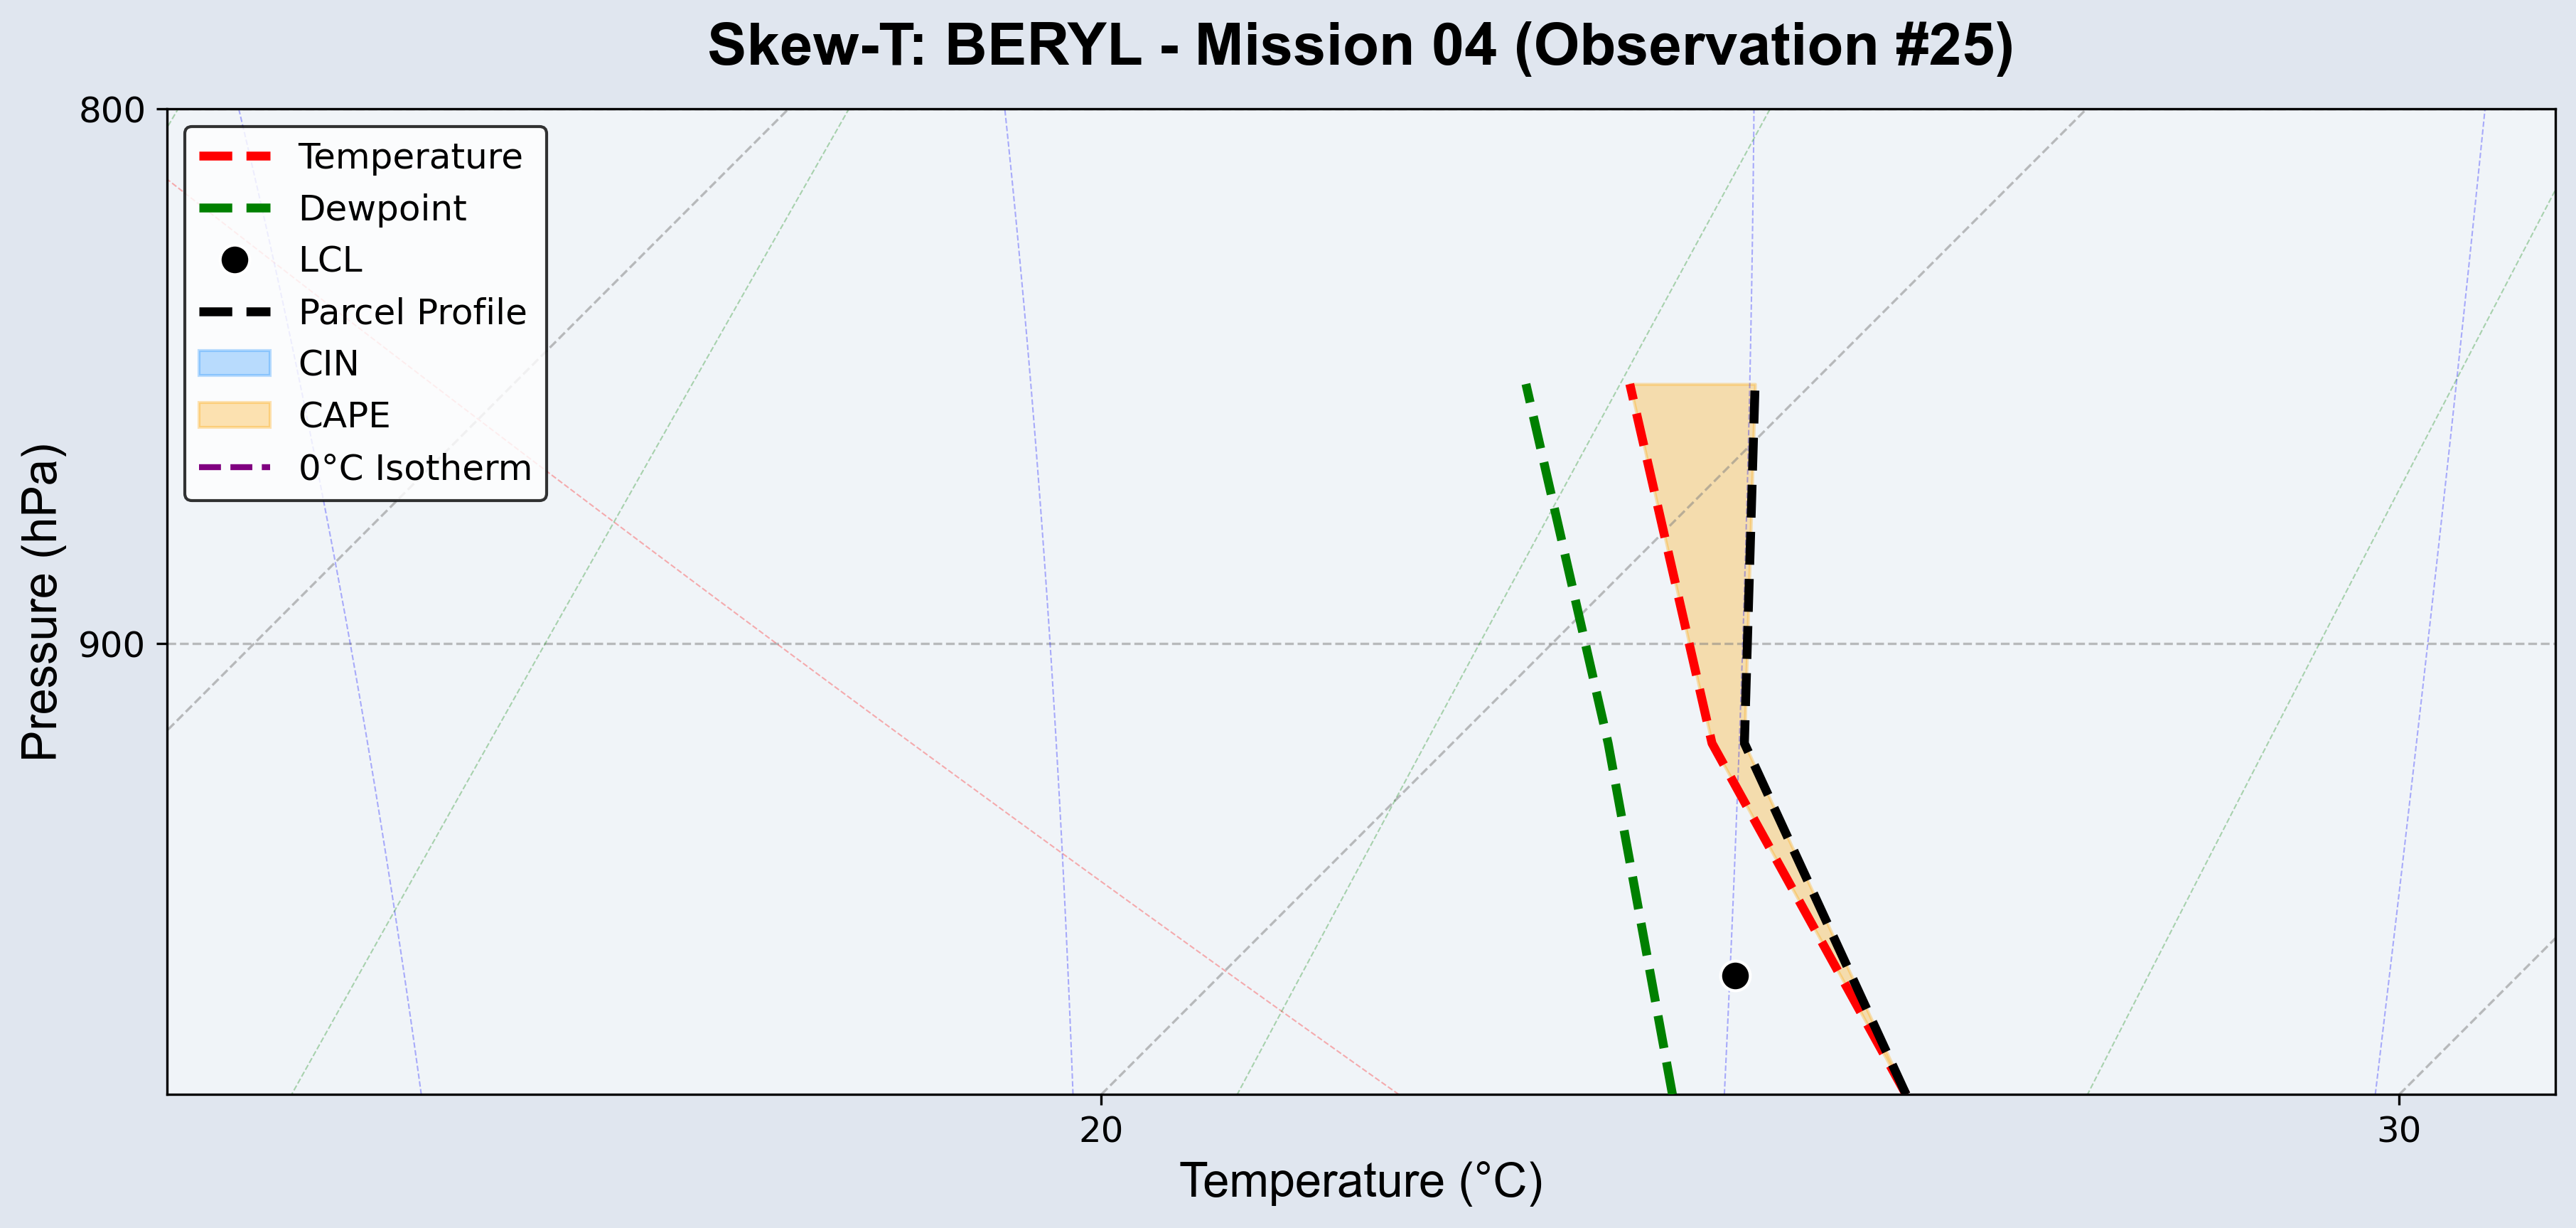 Skew-T: BERYL - Mission 04 (Observation #25)
800
900
Pressure (hPa)
Temperature
Dewpoint
LCL
Parcel Profile
CIN
CAPE
0°C Isotherm
20
30
Temperature (°C)